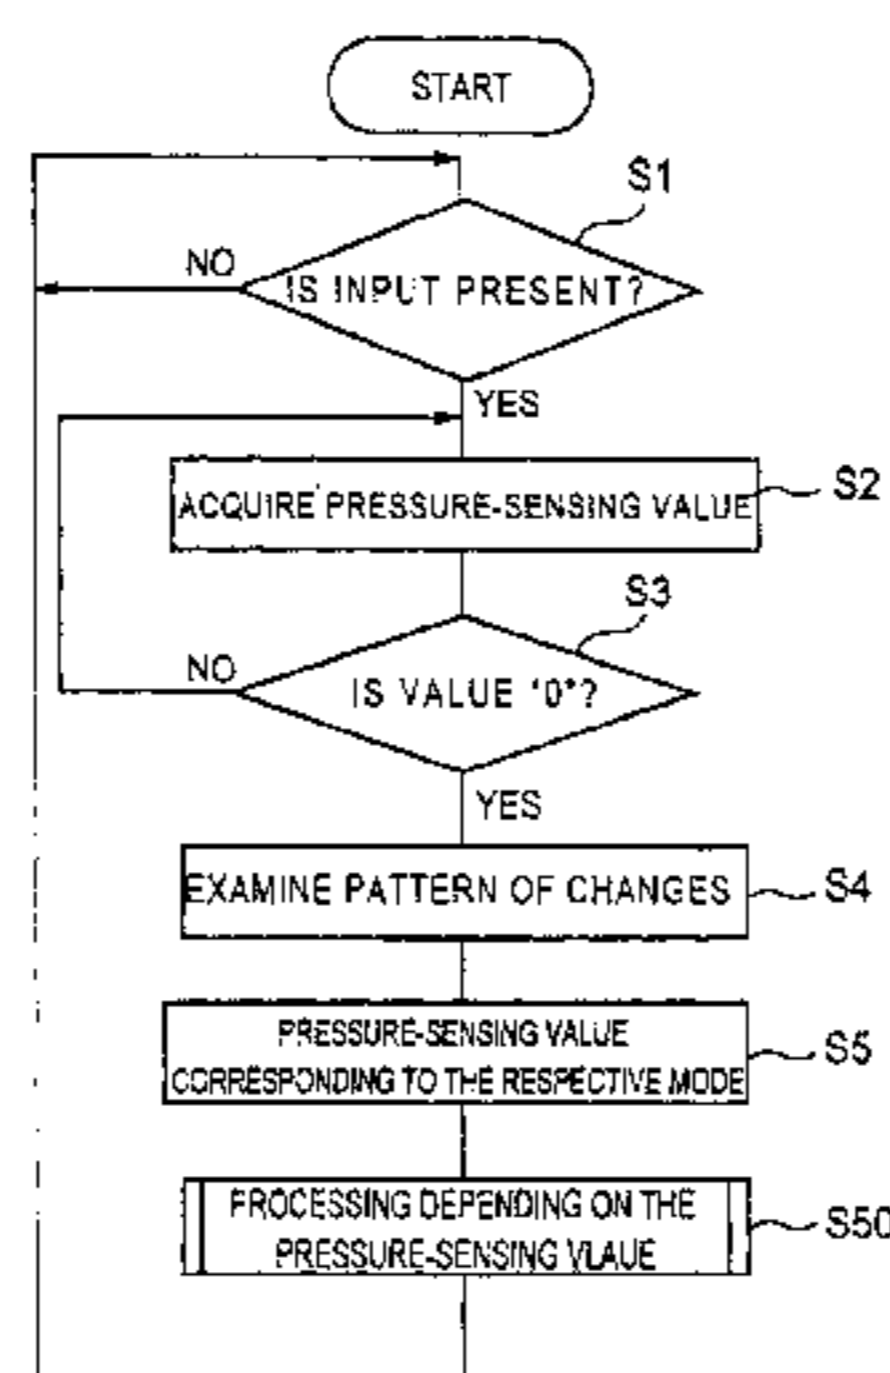 START
S1
NO
IS INPUT PRESENT?
YES
ACQUIRE PRESSURE-SENSING VALUE
S2
S3
NO
IS VALUE "0"?
YES
EXAMINE PATTERN OF CHANGES
S4
PRESSURE-SENSING VALUE
CORRESPONDING TO THE RESPECTIVE MODE
S5
PROCESSING DEPENDING ON THE
PRESSURE-SENSING VLAUE
S50